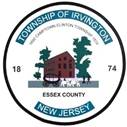 TOWNSHIP OF IRVINGTON
18 74
ESSEX COUNTY
NEW JERSEY